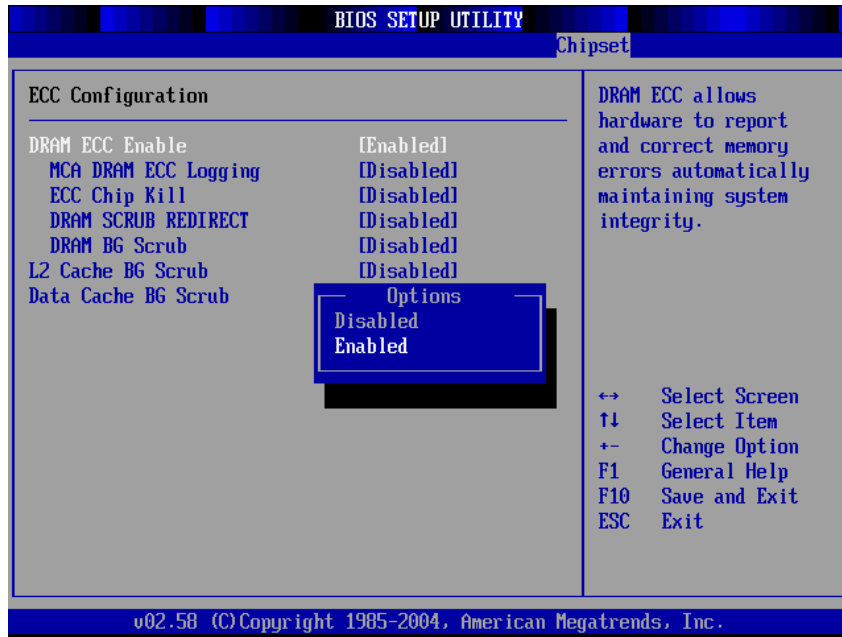 BIOS SETUP UTILITY
Chipset
ECC Configuration
DRAM ECC Enable [Enabled]
MCA DRAM ECC Logging [Disabled]
ECC Chip Kill [Disabled]
DRAM SCRUB REDIRECT [Disabled]
DRAM BG Scrub [Disabled]
L2 Cache BG Scrub [Disabled]
Data Cache BG Scrub
Options
Disabled
Enabled
DRAM ECC allows
hardware to report
and correct memory
errors automatically
maintaining system
integrity.
↔ Select Screen
↑↓ Select Item
+- Change Option
F1 General Help
F10 Save and Exit
ESC Exit
v02.58 (C)Copyright 1985-2004, American Megatrends, Inc.